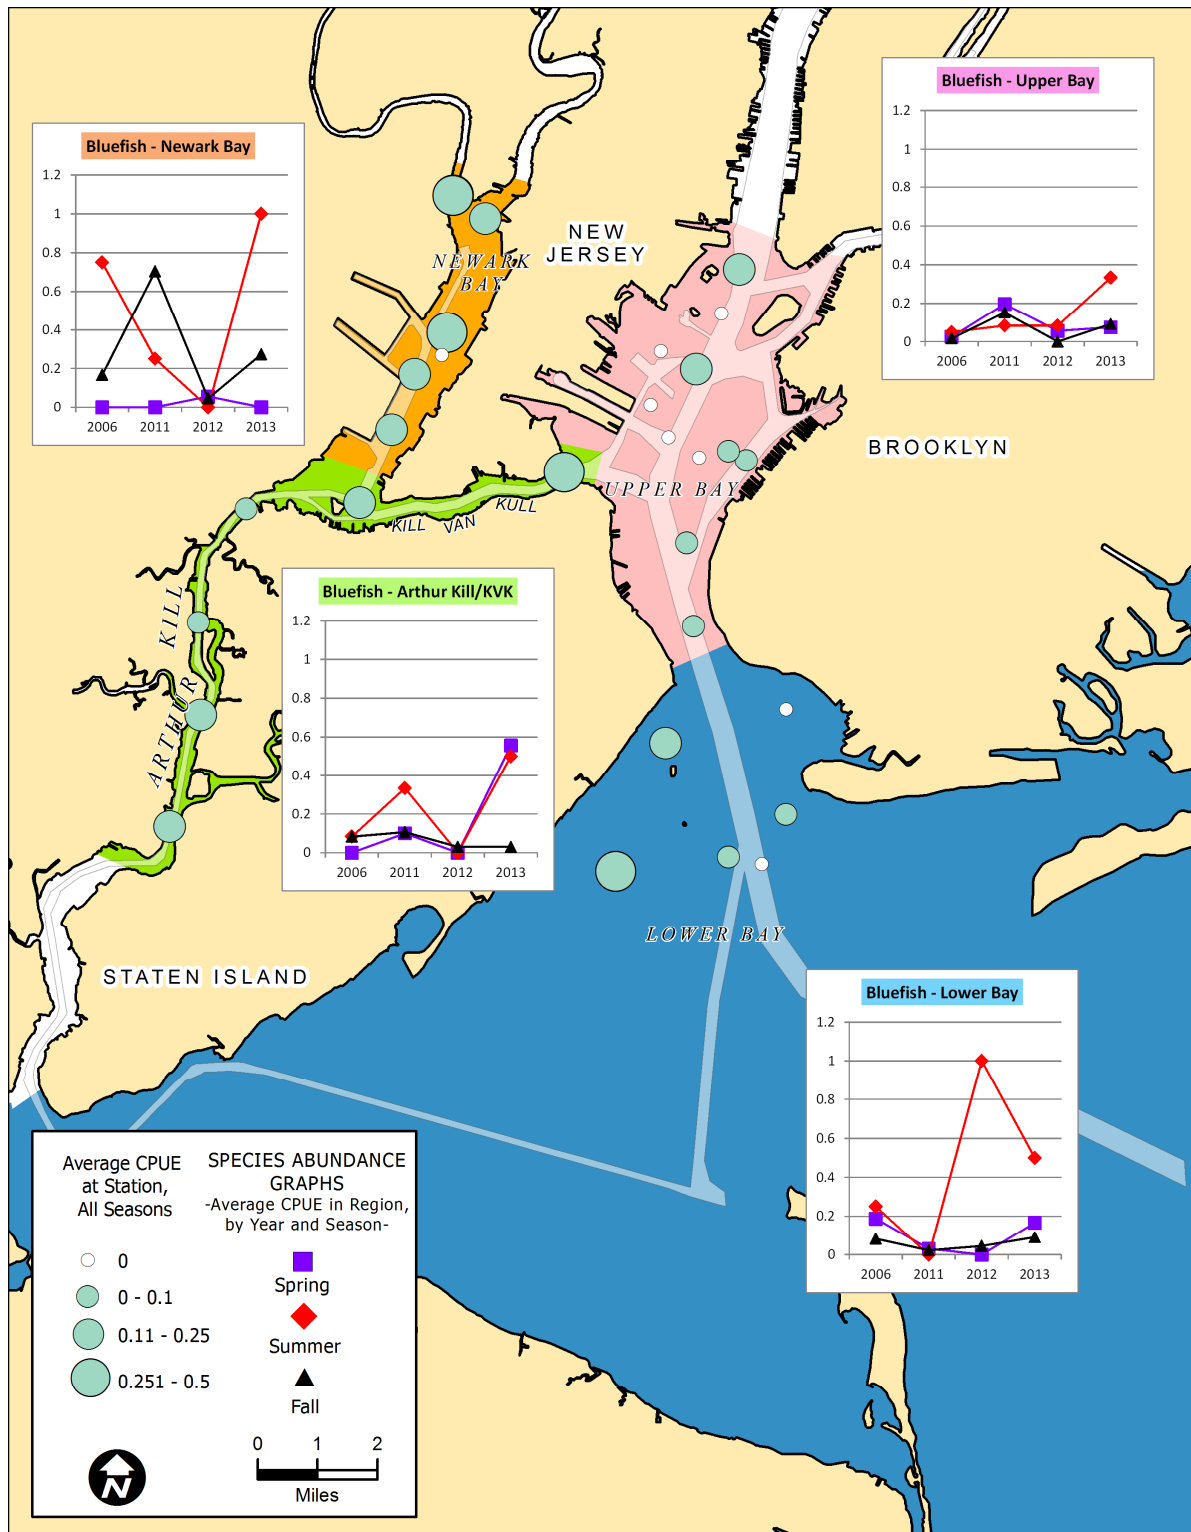 Bluefish - Upper Bay
1.2
1
0.8
0.6
0.4
0.2
0
2006 2011 2012 2013
Bluefish - Newark Bay
1.2
1
0.8
0.6
0.4
0.2
0
2006 2011 2012 2013
NEW
JERSEY
NEWARK
BAY
BROOKLYN
UPPER BAY
KILL VAN KULL
ARTHUR KILL
Bluefish - Arthur Kill/KVK
1.2
1
0.8
0.6
0.4
0.2
0
2006 2011 2012 2013
LOWER BAY
STATEN ISLAND
Bluefish - Lower Bay
1.2
1
0.8
0.6
0.4
0.2
0
2006 2011 2012 2013
Average CPUE
at Station,
All Seasons
0
0 - 0.1
0.11 - 0.25
0.251 - 0.5
SPECIES ABUNDANCE
GRAPHS
-Average CPUE in Region,
by Year and Season-
Spring
Summer
Fall
N
0 1 2
Miles